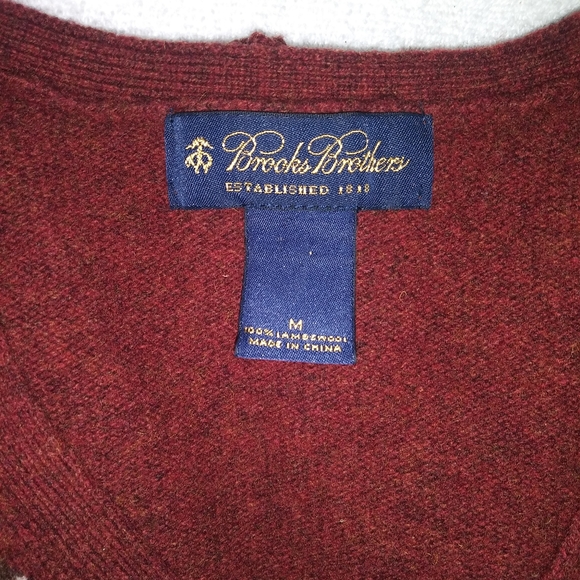 Brooks Brothers
ESTABLISHED 1818
M
100% LAMBSWOOL
MADE IN CHINA